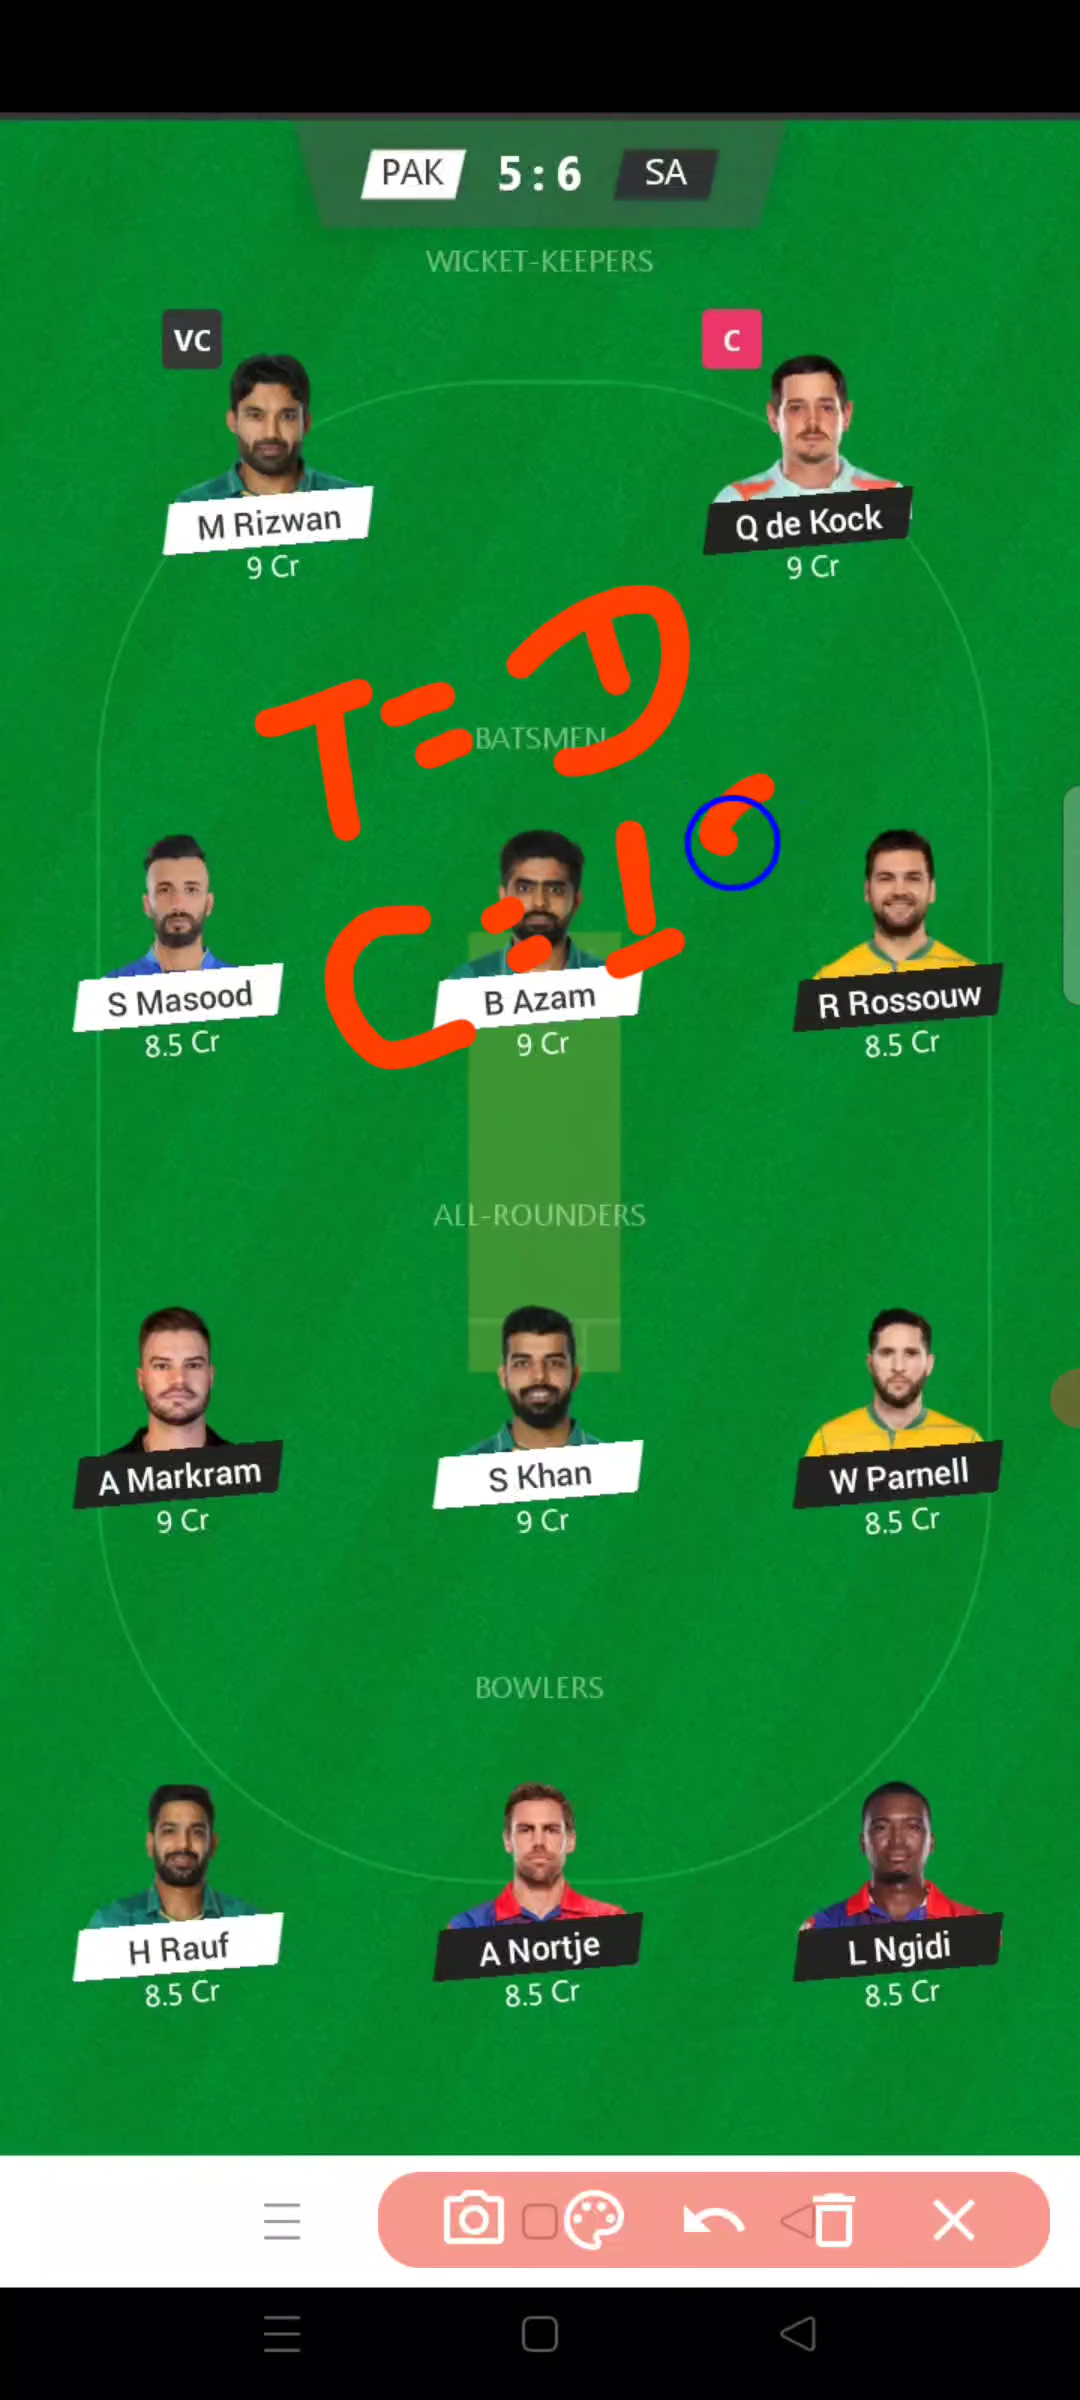 PAK 5 : 6 SA
WICKET-KEEPERS
VC C
M Rizwan Q de Kock
9 Cr 9 Cr
T = D
BATSMEN
C = 1
S Masood B Azam R Rossouw
8.5 Cr 9 Cr 8.5 Cr
ALL-ROUNDERS
A Markram S Khan W Parnell
9 Cr 9 Cr 8.5 Cr
BOWLERS
H Rauf A Nortje L Ngidi
8.5 Cr 8.5 Cr 8.5 Cr